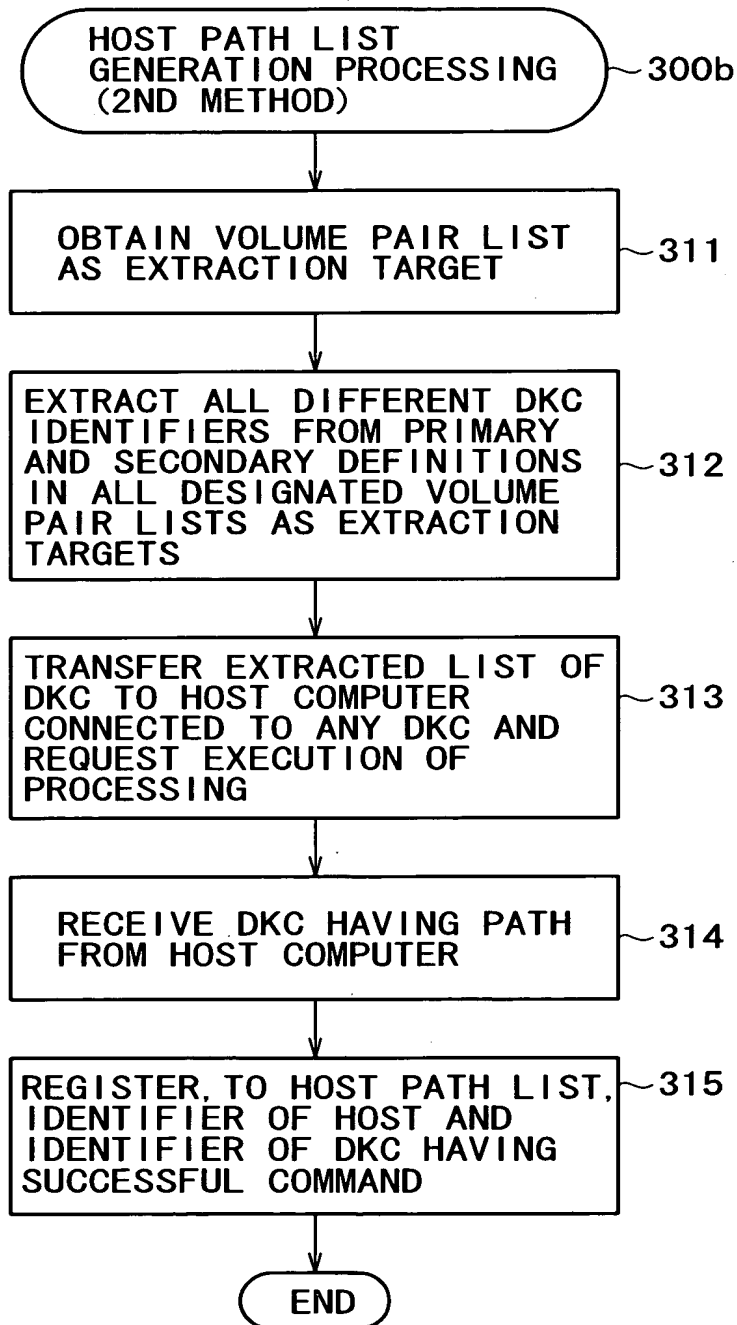 HOST PATH LIST
GENERATION PROCESSING
(2ND METHOD)
300b
OBTAIN VOLUME PAIR LIST
AS EXTRACTION TARGET
311
EXTRACT ALL DIFFERENT DKC
IDENTIFIERS FROM PRIMARY
AND SECONDARY DEFINITIONS
IN ALL DESIGNATED VOLUME
PAIR LISTS AS EXTRACTION
TARGETS
312
TRANSFER EXTRACTED LIST OF
DKC TO HOST COMPUTER
CONNECTED TO ANY DKC AND
REQUEST EXECUTION OF
PROCESSING
313
RECEIVE DKC HAVING PATH
FROM HOST COMPUTER
314
REGISTER, TO HOST PATH LIST,
IDENTIFIER OF HOST AND
IDENTIFIER OF DKC HAVING
SUCCESSFUL COMMAND
315
END